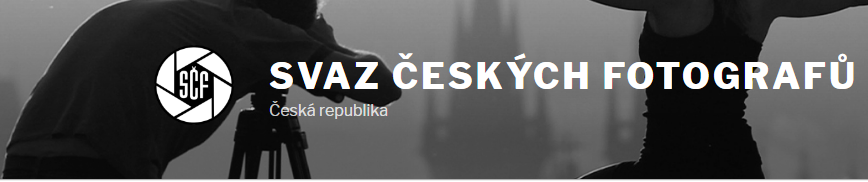 SČF
SVAZ ČESKÝCH FOTOGRAFŮ
Česká republika